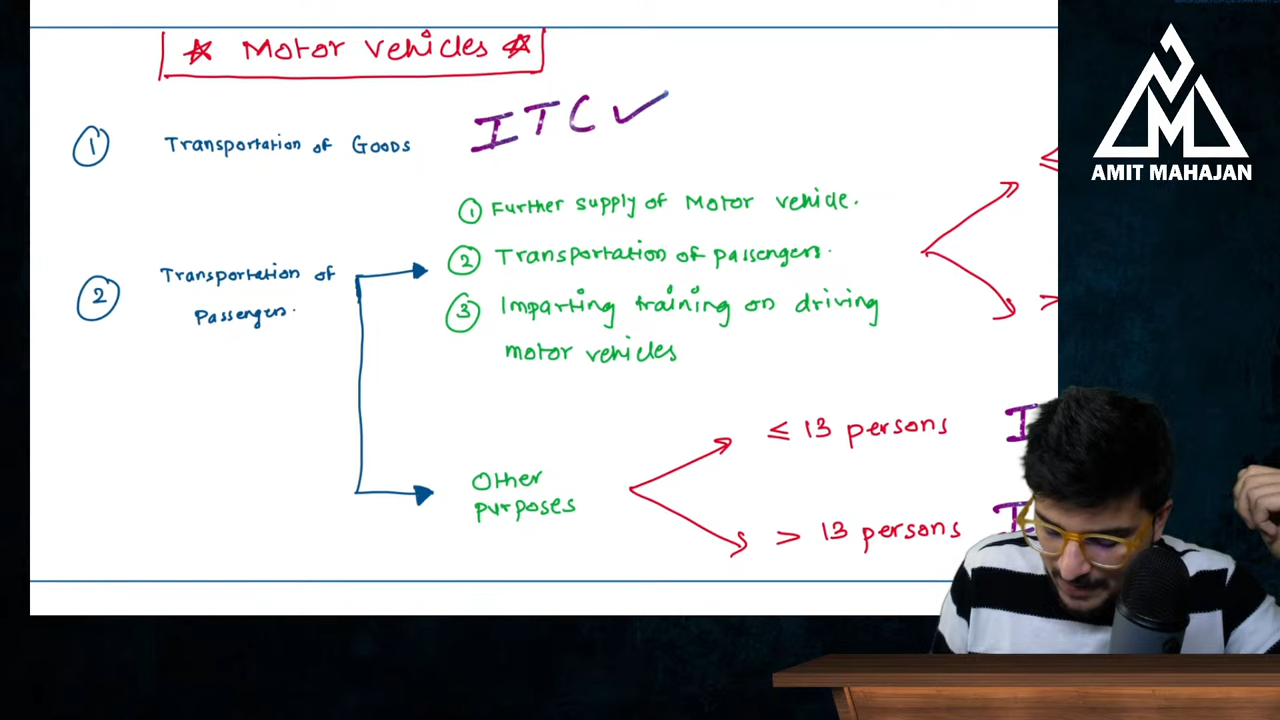 ☆ Motor vehicles ☆
① Transportation of Goods ITC ✓
② Transportation of
Passengers.
① Further supply of Motor vehicle.
② Transportation of passengers.
③ Imparting training on driving
motor vehicles
≤
>
Other
purposes
≤ 13 persons I
> 13 persons I
AMIT MAHAJAN